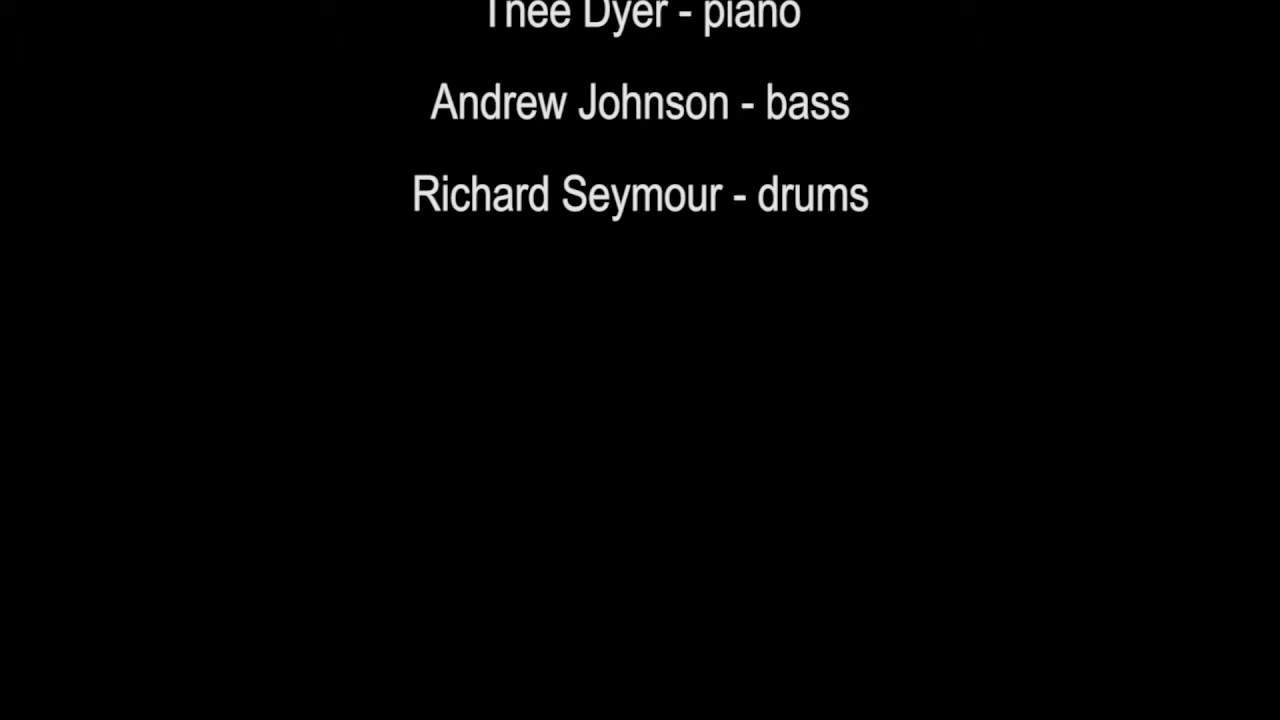 Thee Dyer - piano
Andrew Johnson - bass
Richard Seymour - drums